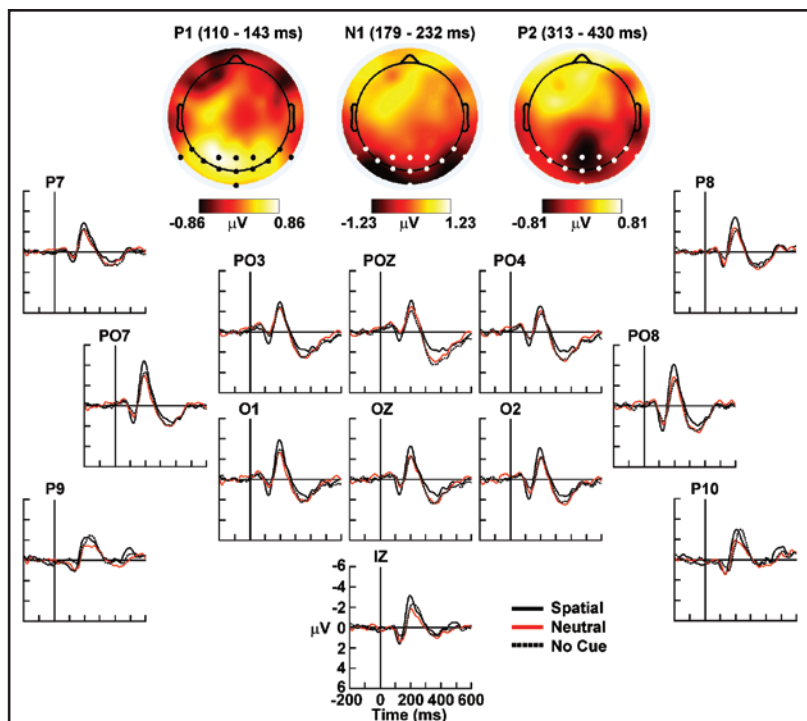 P1 (110 - 143 ms) N1 (179 - 232 ms) P2 (313 - 430 ms)
-0.86 μV 0.86 -1.23 μV 1.23 -0.81 μV 0.81
P7 P8
PO3 POZ PO4
PO7 PO8
O1 OZ O2
P9 P10
IZ
-6
-4
-2
μV 0
2
4
6
-200 0 200 400 600
Time (ms)
Spatial
Neutral
No Cue